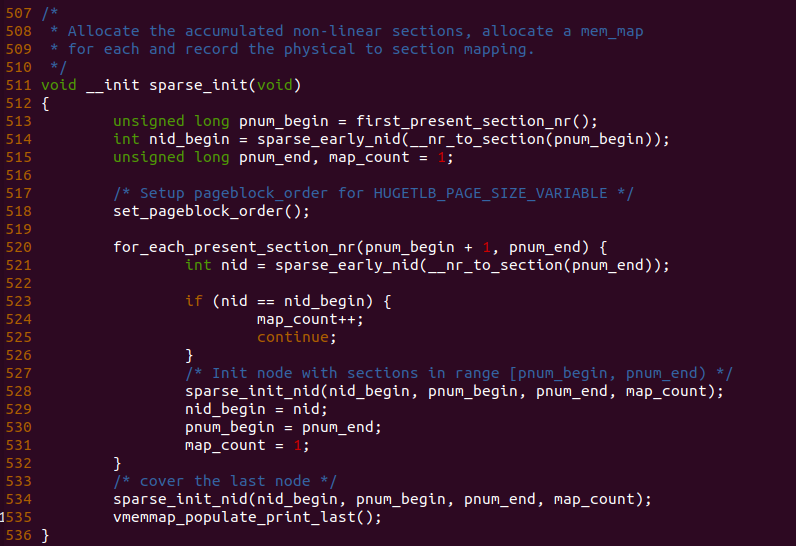 507 /*
508  * Allocate the accumulated non-linear sections, allocate a mem_map
509  * for each and record the physical to section mapping.
510  */
511 void __init sparse_init(void)
512 {
513         unsigned long pnum_begin = first_present_section_nr();
514         int nid_begin = sparse_early_nid(__nr_to_section(pnum_begin));
515         unsigned long pnum_end, map_count = 1;
516
517         /* Setup pageblock_order for HUGETLB_PAGE_SIZE_VARIABLE */
518         set_pageblock_order();
519
520         for_each_present_section_nr(pnum_begin + 1, pnum_end) {
521                 int nid = sparse_early_nid(__nr_to_section(pnum_end));
522
523                 if (nid == nid_begin) {
524                         map_count++;
525                         continue;
526                 }
527                 /* Init node with sections in range [pnum_begin, pnum_end) */
528                 sparse_init_nid(nid_begin, pnum_begin, pnum_end, map_count);
529                 nid_begin = nid;
530                 pnum_begin = pnum_end;
531                 map_count = 1;
532         }
533         /* cover the last node */
534         sparse_init_nid(nid_begin, pnum_begin, pnum_end, map_count);
1535         vmemmap_populate_print_last();
536 }